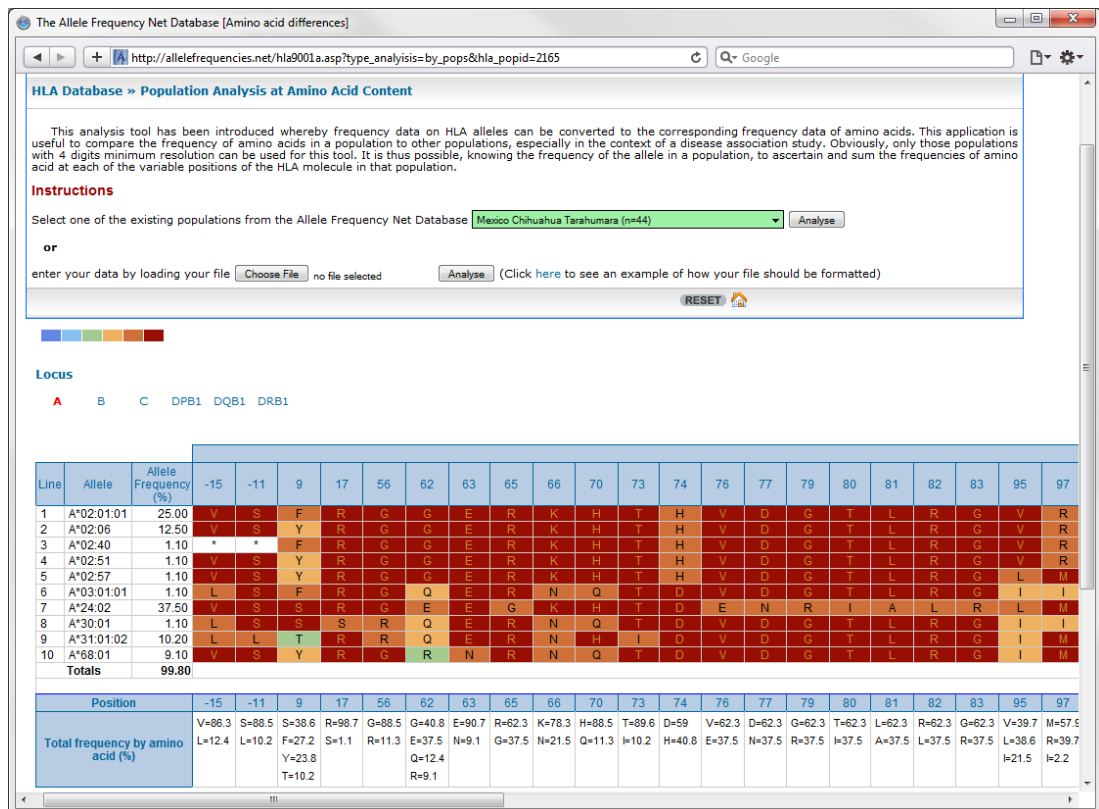 The Allele Frequency Net Database [Amino acid differences]
http://allelefrequencies.net/hla9001a.asp?type_analyisis=by_pops&hla_popid=2165
Google
HLA Database » Population Analysis at Amino Acid Content
This analysis tool has been introduced whereby frequency data on HLA alleles can be converted to the corresponding frequency data of amino acids. This application is
useful to compare the frequency of amino acids in a population to other populations, especially in the context of a disease association study. Obviously, only those populations
with 4 digits minimum resolution can be used for this tool. It is thus possible, knowing the frequency of the allele in a population, to ascertain and sum the frequencies of amino
acid at each of the variable positions of the HLA molecule in that population.
Instructions
Select one of the existing populations from the Allele Frequency Net Database Mexico Chihuahua Tarahumara (n=44) Analyse
or
enter your data by loading your file Choose File no file selected Analyse (Click here to see an example of how your file should be formatted)
RESET
Locus
A B C DPB1 DQB1 DRB1
Line Allele Allele Frequency (%) -15 -11 9 17 56 62 63 65 66 70 73 74 76 77 79 80 81 82 83 95 97
1 A*02:01:01 25.00 V S F R G G E R K H T H V D G T L R G V R
2 A*02:06 12.50 V S Y R G G E R K H T H V D G T L R G V R
3 A*02:40 1.10 * * F R G G E R K H T H V D G T L R G V R
4 A*02:51 1.10 V S Y R G G E R K H T H V D G T L R G V R
5 A*02:57 1.10 V S Y R G G E R K H T H V D G T L R G L M
6 A*03:01:01 1.10 L S F R G Q E R N Q T D V D G T L R G I I
7 A*24:02 37.50 V S S R G E E G K H T D E N R I A L R L M
8 A*30:01 1.10 L S S S R Q E R N Q T D V D G T L R G I I
9 A*31:01:02 10.20 L L T R R Q E R N H I D V D G T L R G I M
10 A*68:01 9.10 V S Y R G R N R N Q T D V D G T L R G I M
Totals 99.80
Position -15 -11 9 17 56 62 63 65 66 70 73 74 76 77 79 80 81 82 83 95 97
Total frequency by amino acid (%)
V=86.3 S=88.5 S=38.6 R=98.7 G=88.5 G=40.8 E=90.7 R=62.3 K=78.3 H=88.5 T=89.6 D=59 V=62.3 D=62.3 G=62.3 T=62.3 L=62.3 R=62.3 G=62.3 V=39.7 M=57.9
L=12.4 L=10.2 F=27.2 S=1.1 R=11.3 E=37.5 N=9.1 G=37.5 N=21.5 Q=11.3 I=10.2 H=40.8 E=37.5 N=37.5 R=37.5 I=37.5 A=37.5 L=37.5 R=37.5 L=38.6 R=39.7
Y=23.8 Q=12.4 I=21.5 I=2.2
T=10.2 R=9.1